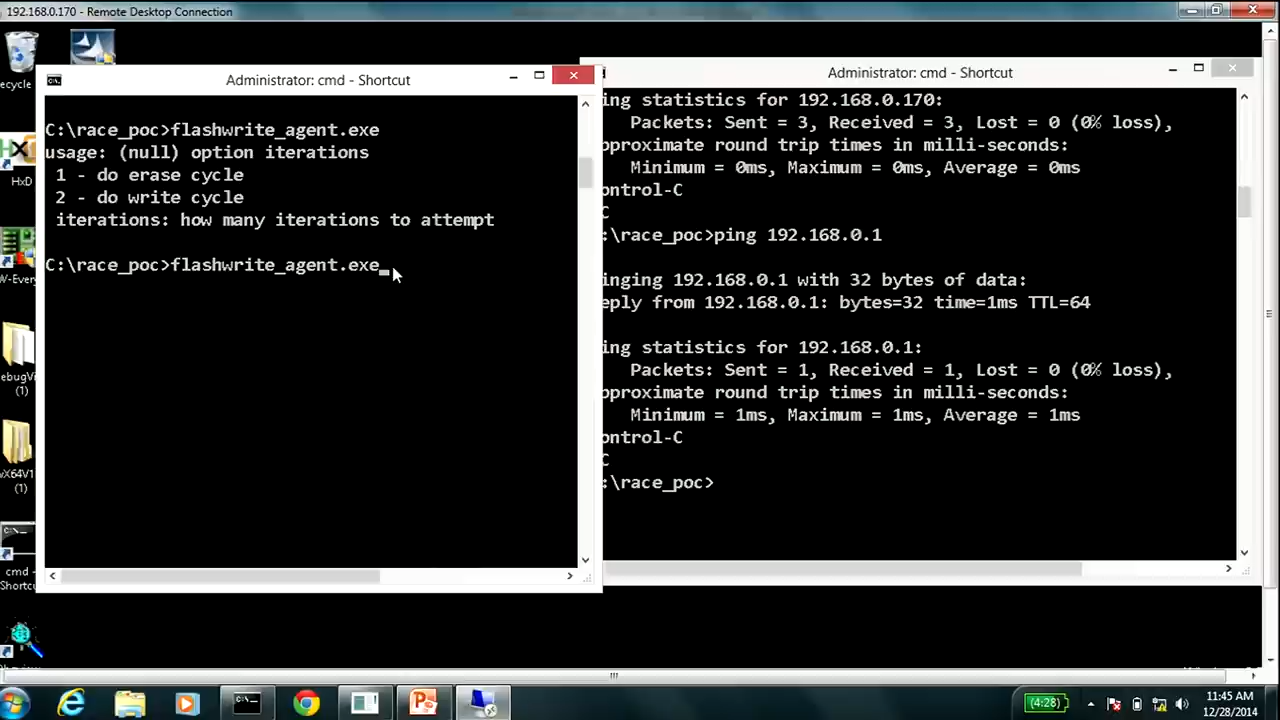 192.168.0.170 - Remote Desktop Connection
ecycle
HxD
W-Every
ebugVi
(1)
vX64V1
(1)
cmd -
Shortc
Administrator: cmd - Shortcut
C:\race_poc>flashwrite_agent.exe
usage: (null) option iterations
1 - do erase cycle
2 - do write cycle
iterations: how many iterations to attempt
C:\race_poc>flashwrite_agent.exe_
Administrator: cmd - Shortcut
ing statistics for 192.168.0.170:
Packets: Sent = 3, Received = 3, Lost = 0 (0% loss),
pproximate round trip times in milli-seconds:
Minimum = 0ms, Maximum = 0ms, Average = 0ms
ontrol-C
C
:\race_poc>ping 192.168.0.1
inging 192.168.0.1 with 32 bytes of data:
eply from 192.168.0.1: bytes=32 time=1ms TTL=64
ing statistics for 192.168.0.1:
Packets: Sent = 1, Received = 1, Lost = 0 (0% loss),
pproximate round trip times in milli-seconds:
Minimum = 1ms, Maximum = 1ms, Average = 1ms
ontrol-C
C
:\race_poc>
(4:28)
11:45 AM
12/28/2014